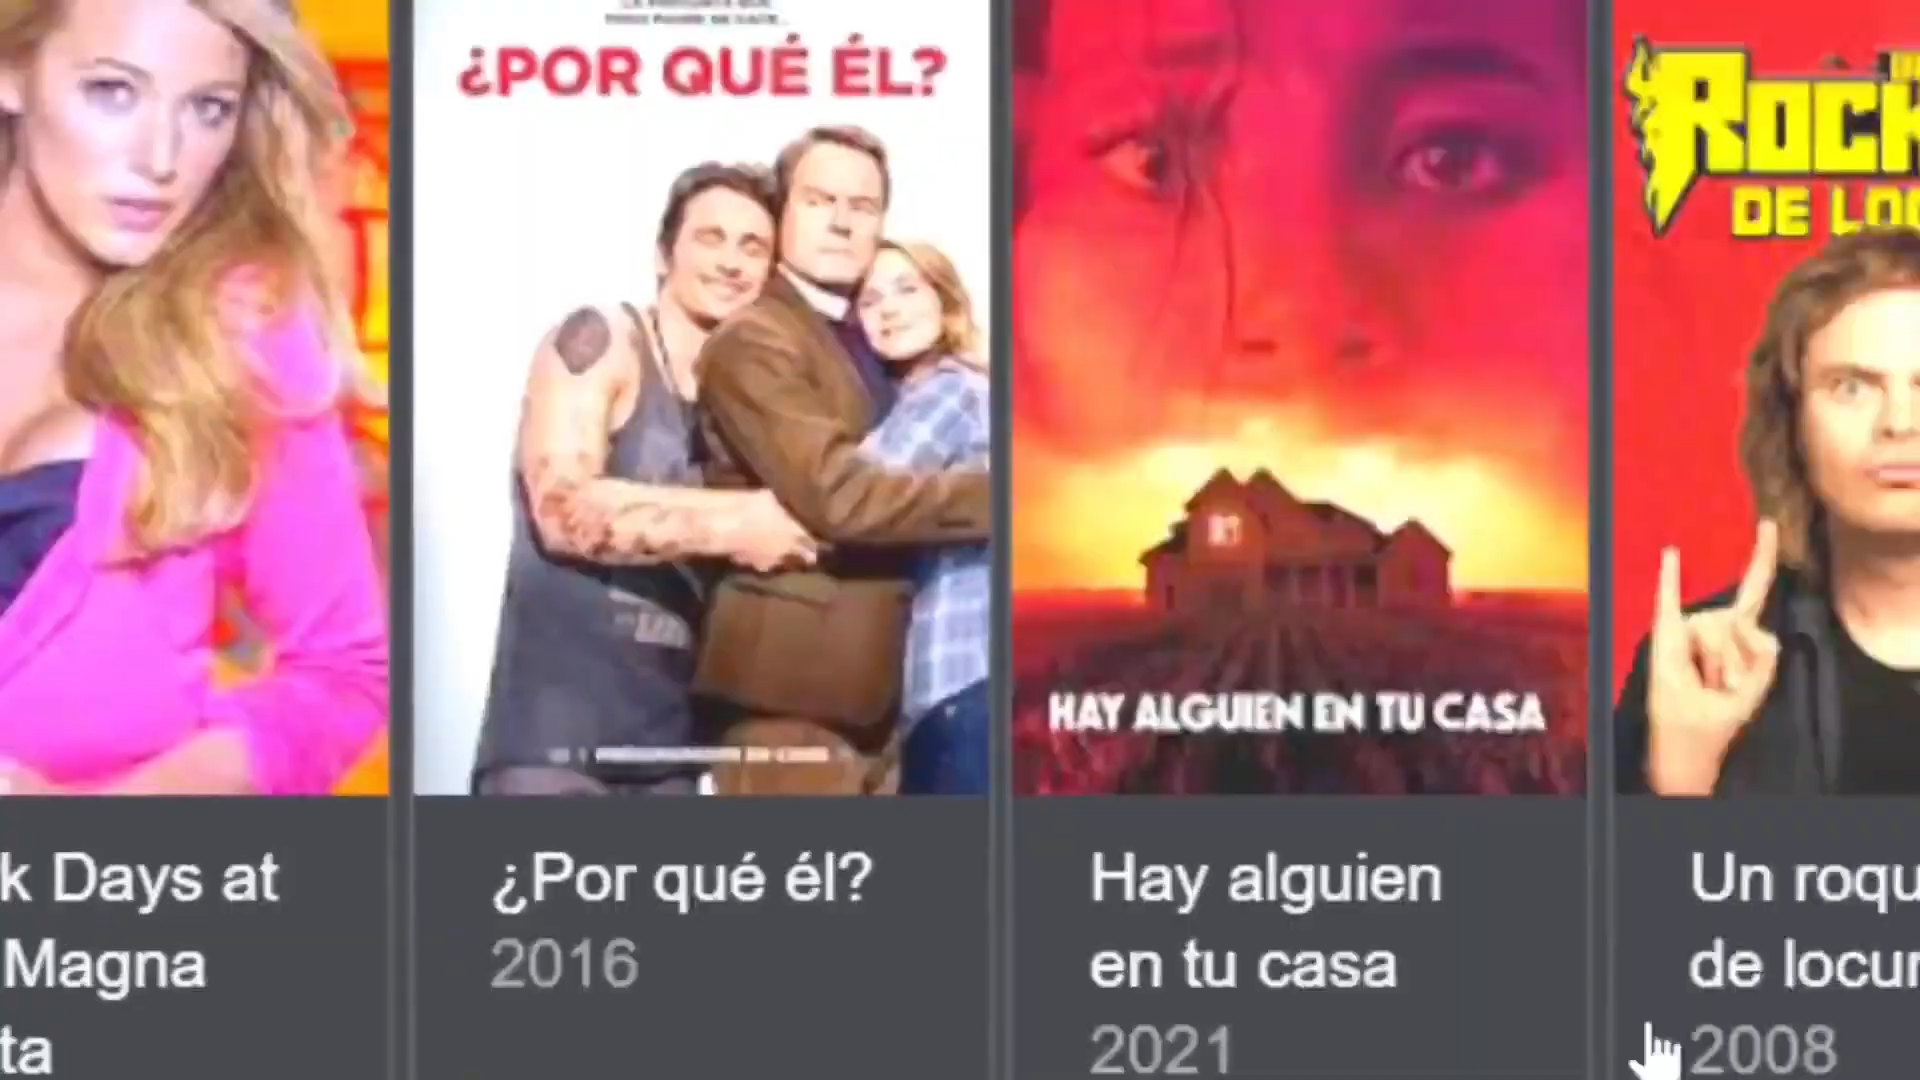 ¿POR QUÉ ÉL?
ROCK
DE LOC
HAY ALGUIEN EN TU CASA
k Days at
Magna
ta
¿Por qué él?
2016
Hay alguien
en tu casa
2021
Un roqu
de locur
2008